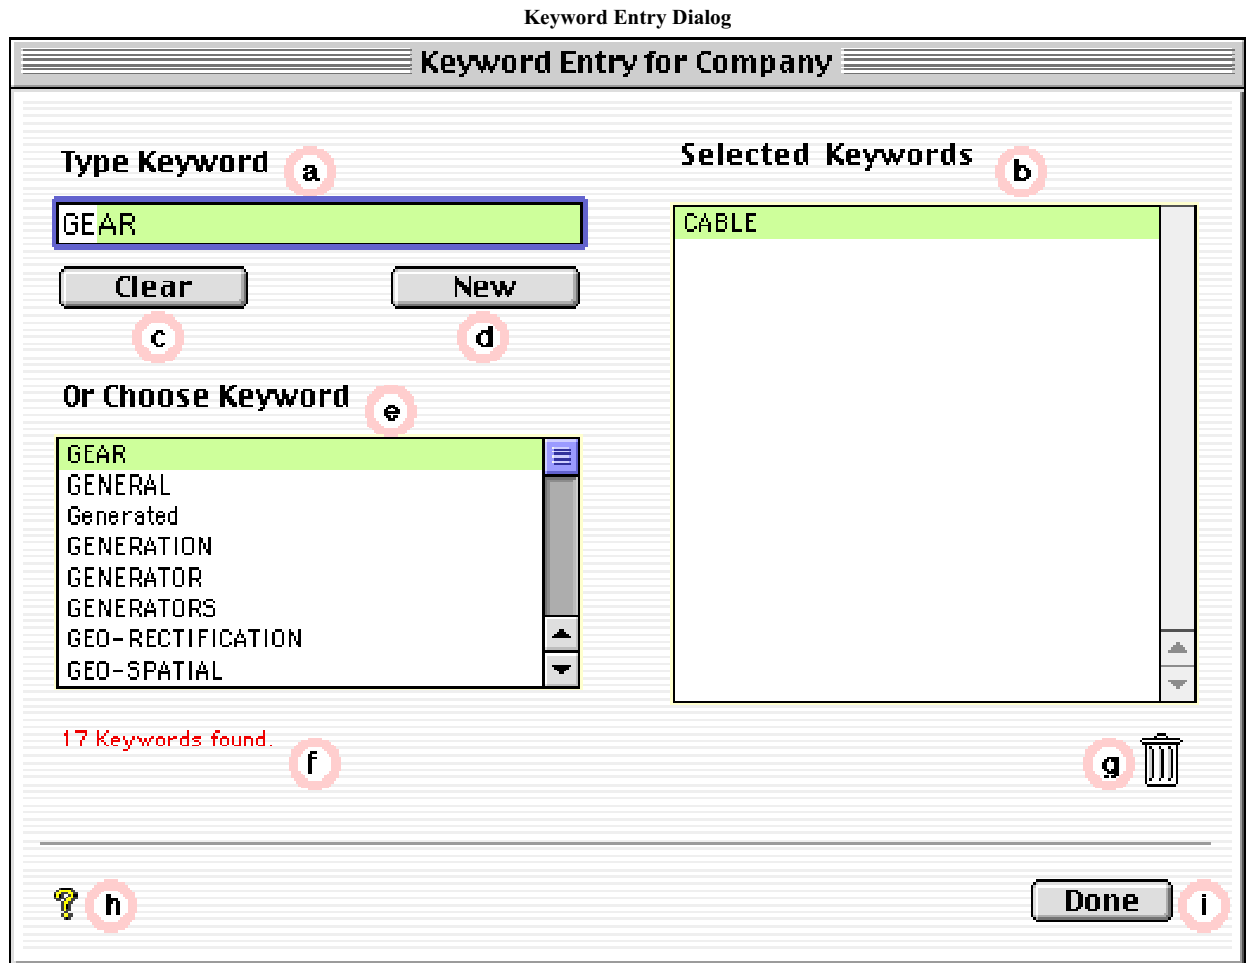 Keyword Entry Dialog
Keyword Entry for Company
Type Keyword a
GEAR
Clear New
c d
Or Choose Keyword e
GEAR
GENERAL
Generated
GENERATION
GENERATOR
GENERATORS
GEO-RECTIFICATION
GEO-SPATIAL
17 Keywords found.
f
Selected Keywords b
CABLE
g
? h
Done i